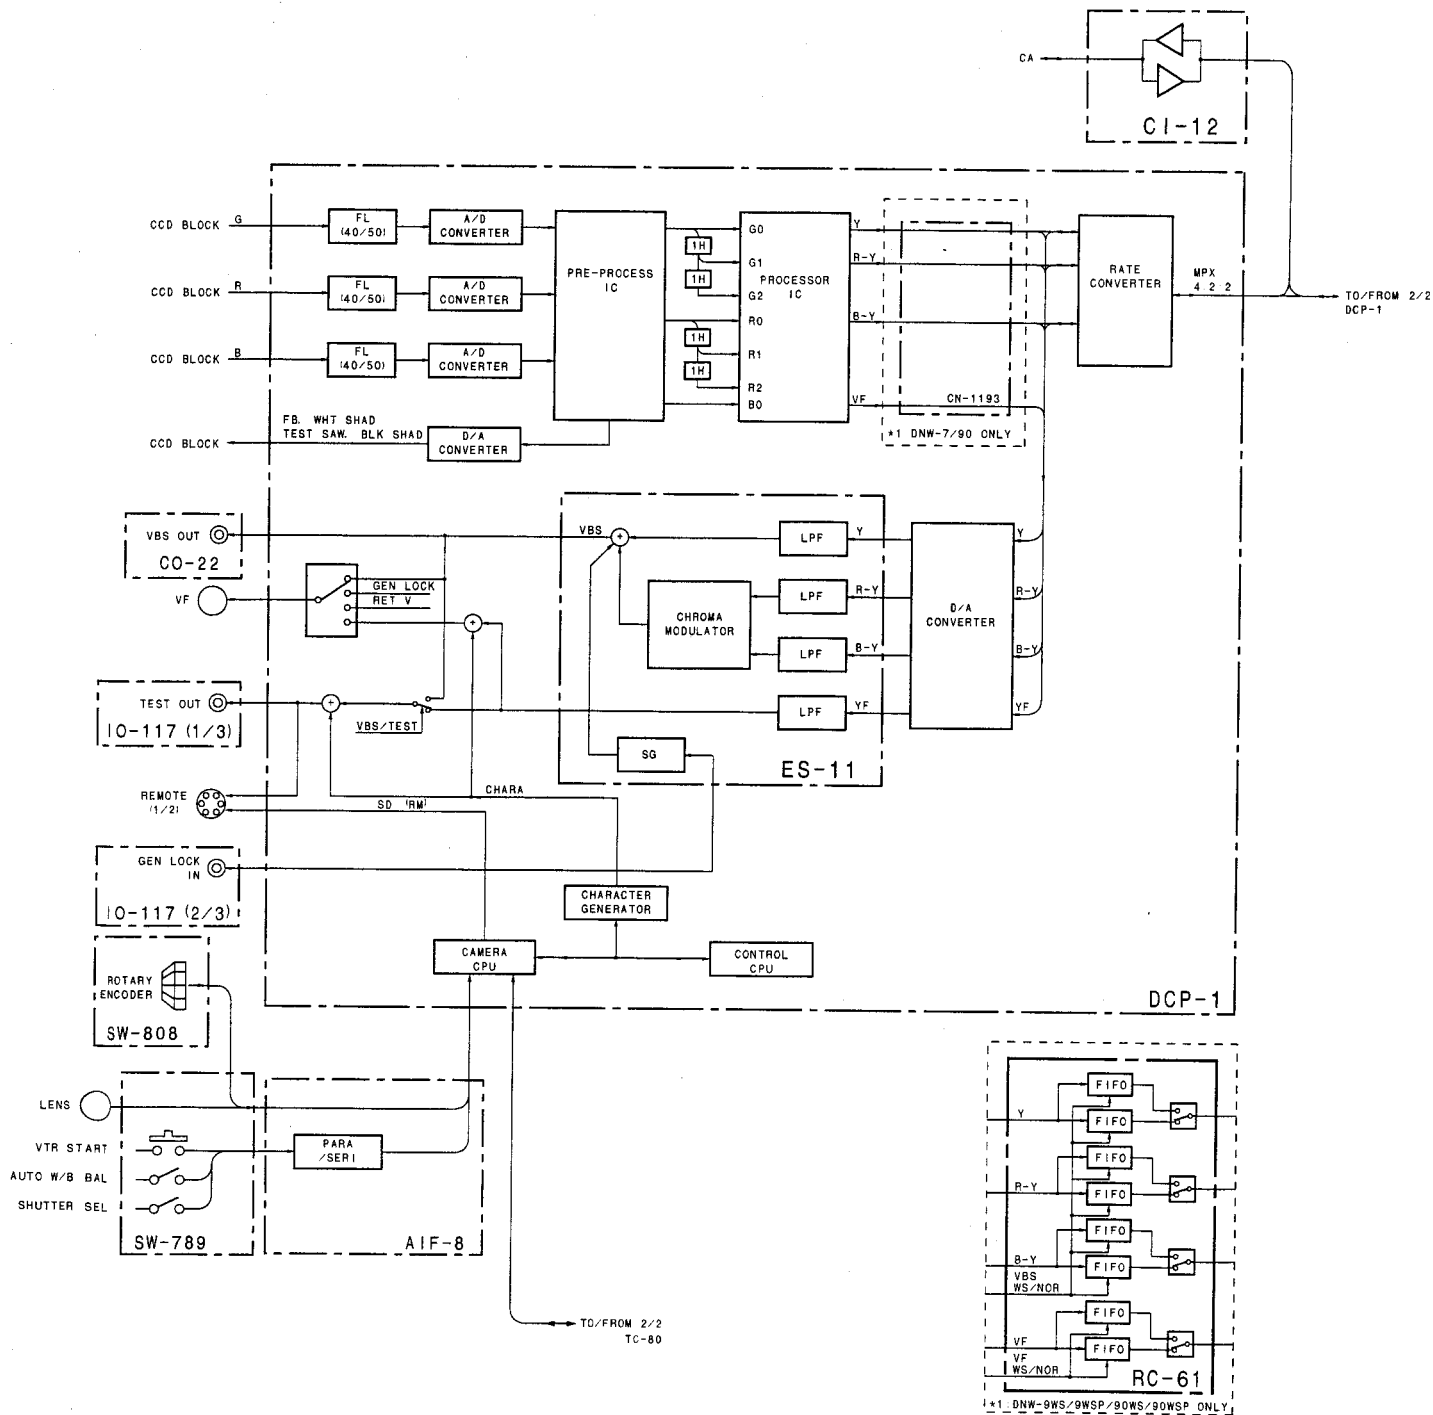 CA
CI-12
CCD BLOCK
G
FL
(40/50)
A/D
CONVERTER
PRE-PROCESS
IC
1H
1H
G0
G1
G2
PROCESSOR
IC
R0
R1
R2
B0
Y
R-Y
B-Y
VF
CN-1193
*1 DNW-7/90 ONLY
RATE
CONVERTER
MPX
4:2:2
TO/FROM 2/2
DCP-1
CCD BLOCK
R
FL
(40/50)
A/D
CONVERTER
1H
1H
CCD BLOCK
B
FL
(40/50)
A/D
CONVERTER
CCD BLOCK
FB. WHT SHAD
TEST SAW. BLK SHAD
D/A
CONVERTER
VBS OUT
CO-22
VF
GEN LOCK
RET V
VBS
+
+
LPF
Y
LPF
R-Y
LPF
B-Y
LPF
YF
CHROMA
MODULATOR
SG
ES-11
D/A
CONVERTER
Y
R-Y
B-Y
YF
TEST OUT
IO-117 (1/3)
+
VBS/TEST
REMOTE
(1/2)
CHARA
SD (RM)
GEN LOCK
IN
IO-117 (2/3)
CHARACTER
GENERATOR
CAMERA
CPU
CONTROL
CPU
DCP-1
ROTARY
ENCODER
SW-808
LENS
VTR START
AUTO W/B BAL
SHUTTER SEL
SW-789
PARA
/SERI
AIF-8
TO/FROM 2/2
TC-80
FIFO
Y
FIFO
FIFO
R-Y
FIFO
FIFO
B-Y
FIFO
VBS
WS/NOR
FIFO
VF
FIFO
VF
WS/NOR
RC-61
*1 DNW-9WS/9WSP/90WS/90WSP ONLY